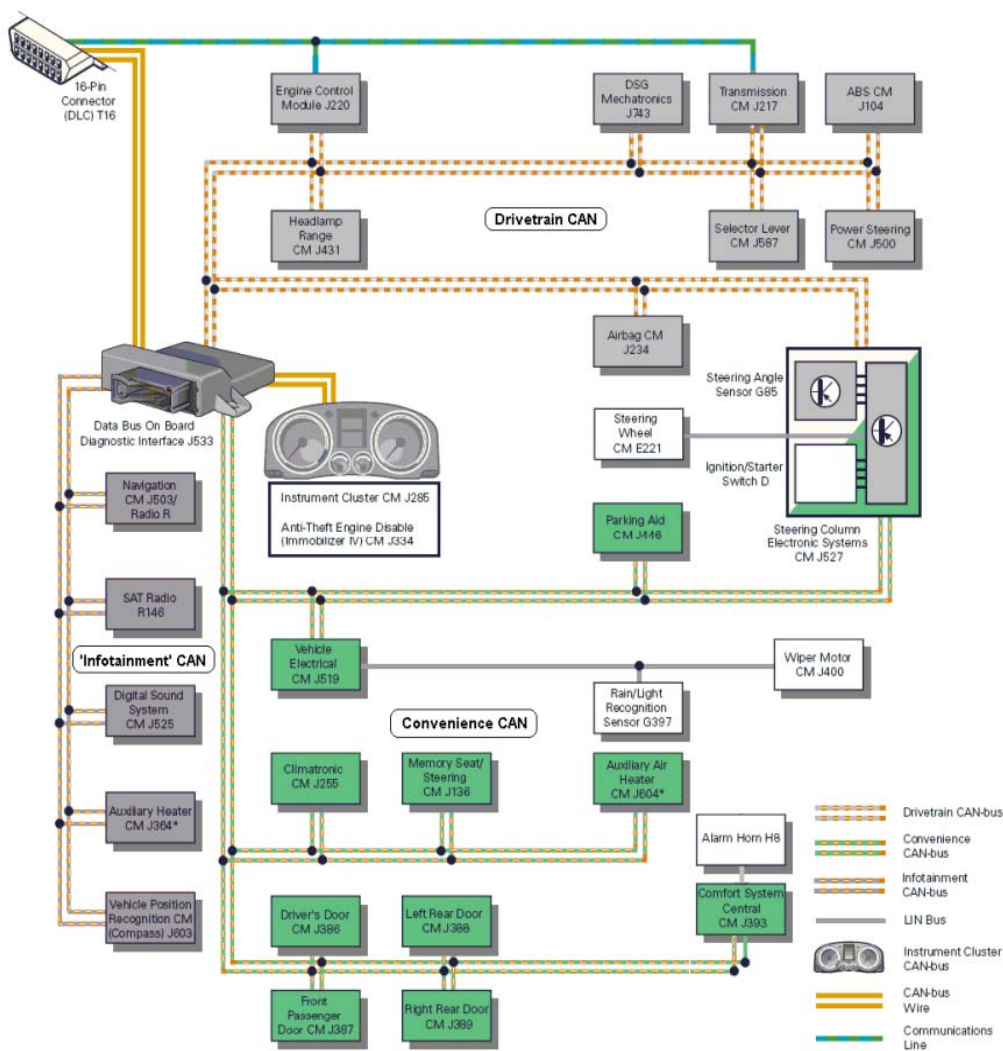 16-Pin
Connector
(DLC) T16
Engine Control
Module J220
DSG
Mechatronics
J743
Transmission
CM J217
ABS CM
J104
Headlamp
Range
CM J431
Drivetrain CAN
Selector Lever
CM J587
Power Steering
CM J500
Airbag CM
J234
Steering Angle
Sensor G85
Data Bus On Board
Diagnostic Interface J533
Steering
Wheel
CM E221
Ignition/Starter
Switch D
Navigation
CM J503/
Radio R
Instrument Cluster CM J285
Anti-Theft Engine Disable
(Immobilizer IV) CM J334
Parking Aid
CM J446
Steering Column
Electronic Systems
CM J527
SAT Radio
R146
'Infotainment' CAN
Vehicle
Electrical
CM J519
Wiper Motor
CM J400
Rain/Light
Recognition
Sensor G397
Digital Sound
System
CM J525
Convenience CAN
Climatronic
CM J255
Memory Seat/
Steering
CM J136
Auxiliary Air
Heater
CM J604*
Auxiliary Heater
CM J364*
Alarm Horn H8
Vehicle Position
Recognition CM
(Compass) J603
Driver's Door
CM J386
Left Rear Door
CM J388
Comfort System
Central
CM J393
Front
Passenger
Door CM J387
Right Rear Door
CM J389
Drivetrain CAN-bus
Convenience
CAN-bus
Infotainment
CAN-bus
LIN Bus
Instrument Cluster
CAN-bus
CAN-bus
Wire
Communications
Line